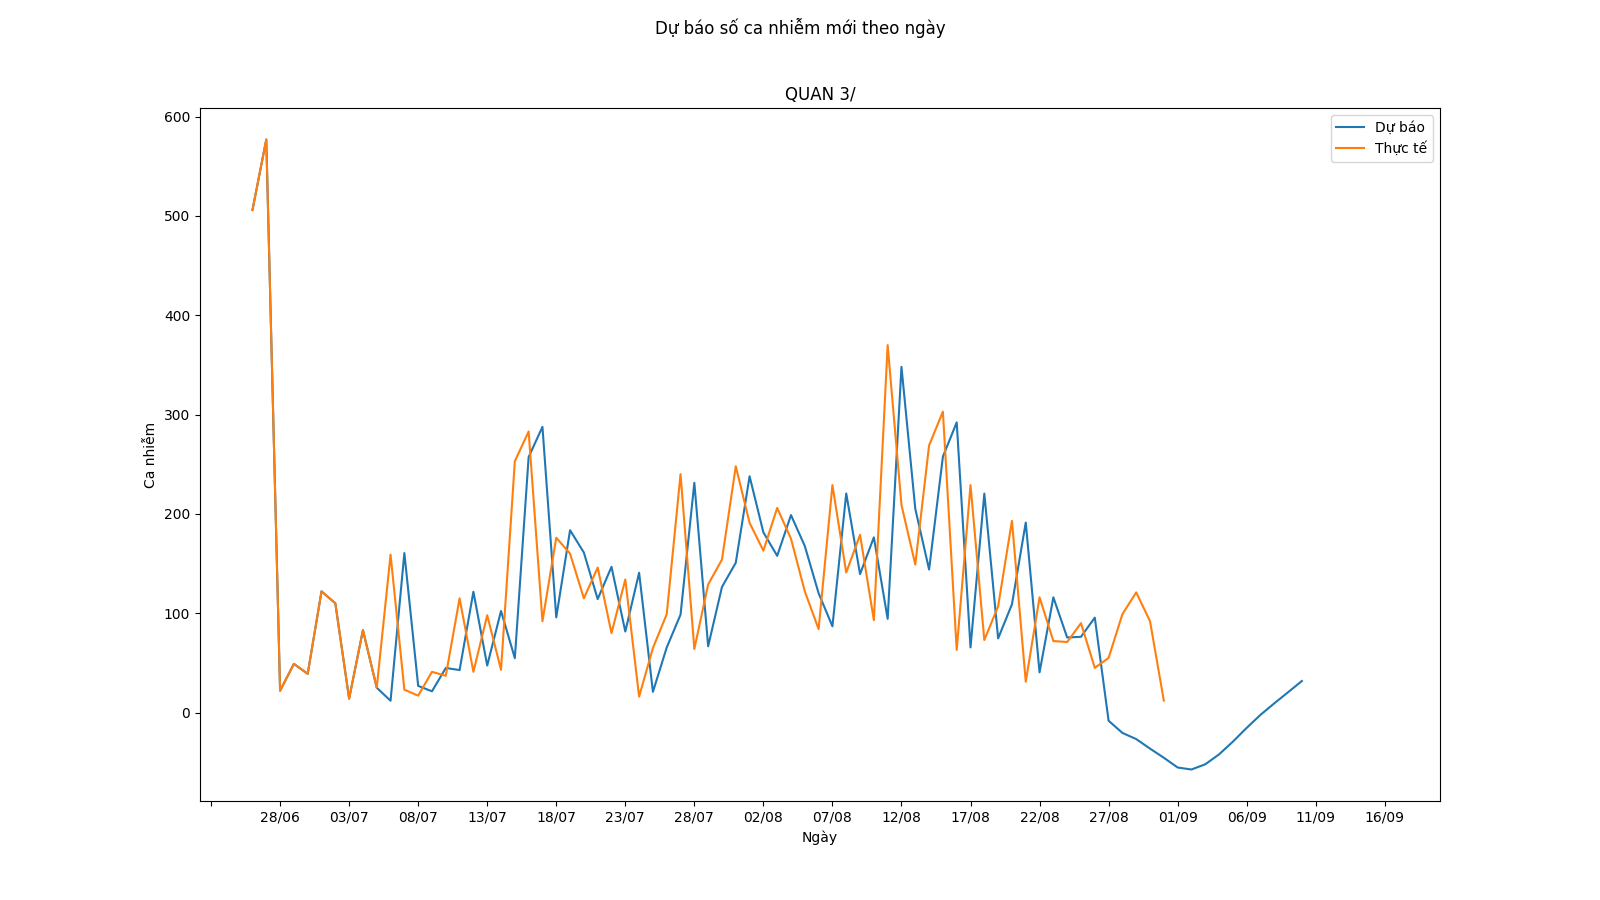 Dự báo số ca nhiễm mới theo ngày
QUAN 3/
Dự báo
Thực tế
600
500
400
300
200
100
0
Ca nhiễm
28/06 03/07 08/07 13/07 18/07 23/07 28/07 02/08 07/08 12/08 17/08 22/08 27/08 01/09 06/09 11/09 16/09
Ngày